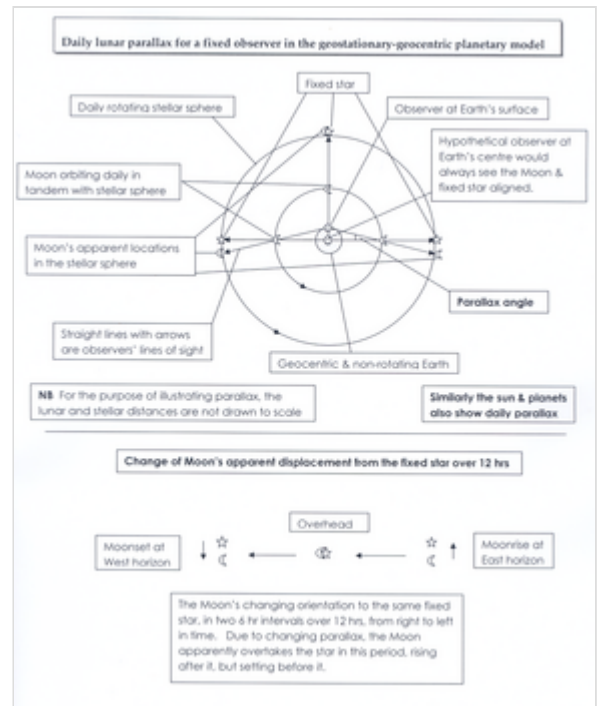 Daily lunar parallax for a fixed observer in the geostationary-geocentric planetary model
Fixed star
Daily rotating stellar sphere
Observer at Earth's surface
Hypothetical observer at
Earth's centre would
always see the Moon &
fixed star aligned.
Moon orbiting daily in
tandem with stellar sphere
Moon's apparent locations
in the stellar sphere
Parallax angle
Straight lines with arrows
are observers' lines of sight
Geocentric & non-rotating Earth
NB For the purpose of illustrating parallax, the
lunar and stellar distances are not drawn to scale
Similarly the sun & planets
also show daily parallax
Change of Moon's apparent displacement from the fixed star over 12 hrs
Overhead
Moonset at
West horizon
Moonrise at
East horizon
The Moon's changing orientation to the same fixed
star, in two 6 hr intervals over 12 hrs, from right to left
in time. Due to changing parallax, the Moon
apparently overtakes the star in this period, rising
after it, but setting before it.